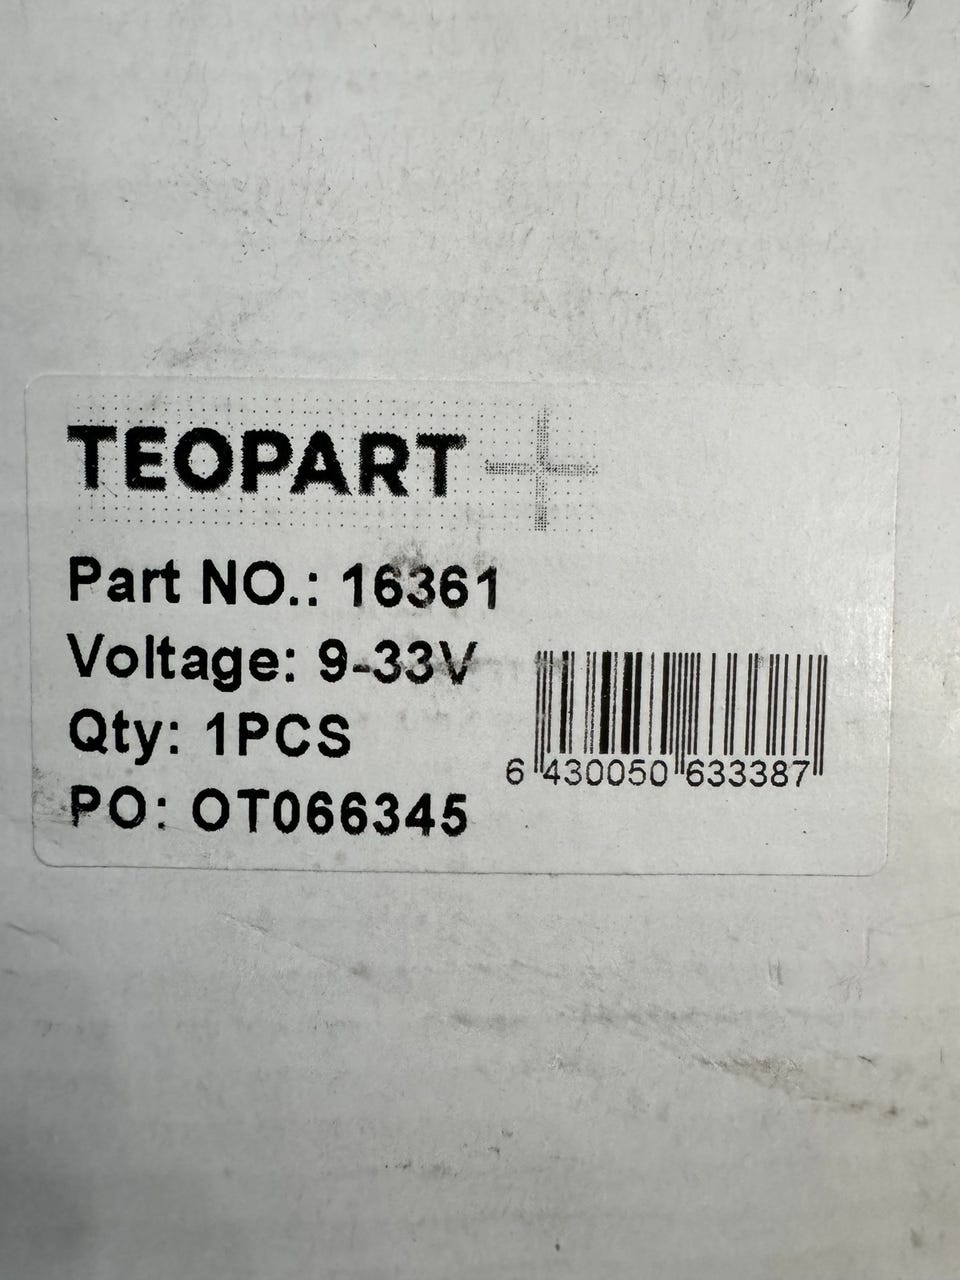 TEOPART
Part NO.: 16361
Voltage: 9-33V
Qty: 1PCS
PO: OT066345
6 430050 633387